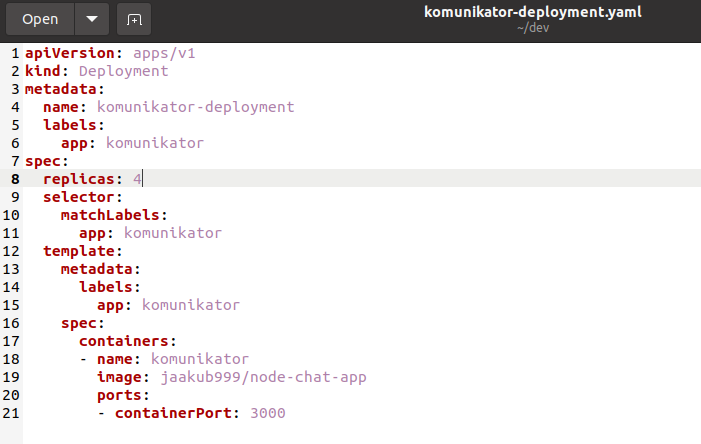 Open
komunikator-deployment.yaml
~/dev
1 apiVersion: apps/v1
2 kind: Deployment
3 metadata:
4   name: komunikator-deployment
5   labels:
6     app: komunikator
7 spec:
8   replicas: 4
9   selector:
10     matchLabels:
11       app: komunikator
12   template:
13     metadata:
14       labels:
15         app: komunikator
16     spec:
17       containers:
18       - name: komunikator
19         image: jaakub999/node-chat-app
20         ports:
21         - containerPort: 3000